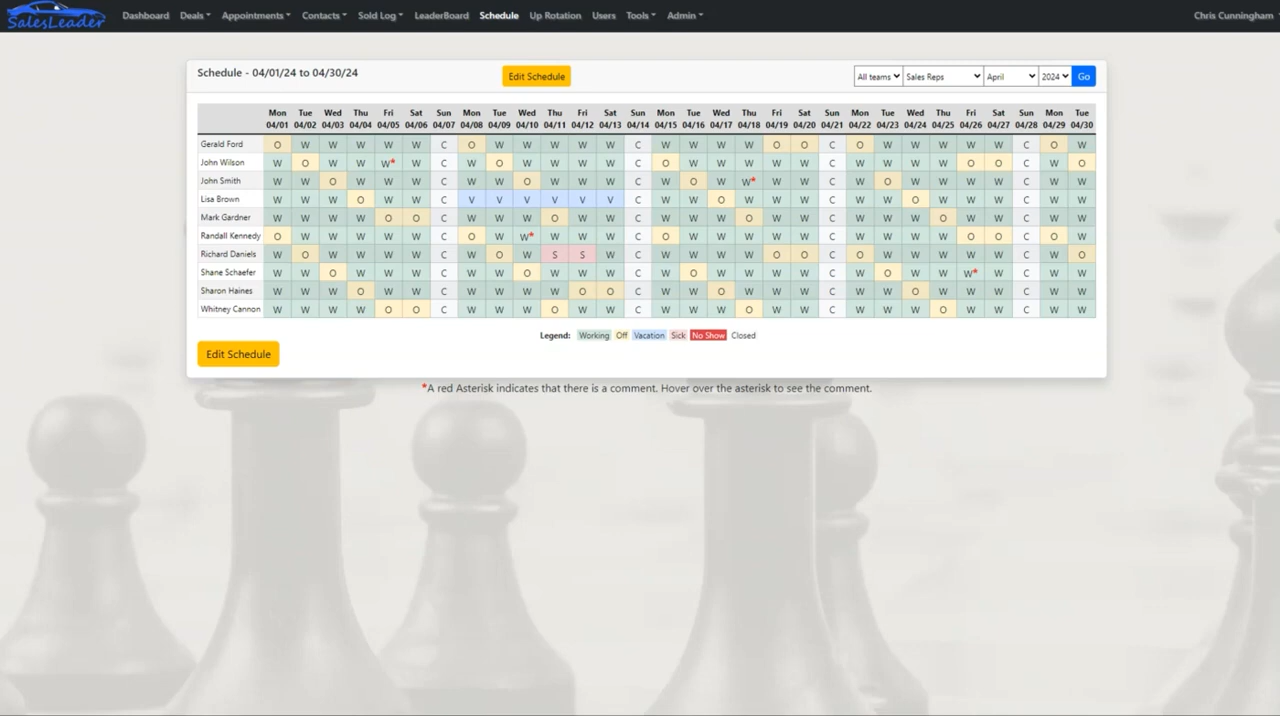 SalesLeader Dashboard Deals Appointments Contacts Sold Log LeaderBoard Schedule Up Rotation Users Tools Admin Chris Cunningham
Schedule - 04/01/24 to 04/30/24 Edit Schedule All teams Sales Reps April 2024 Go
Mon Tue Wed Thu Fri Sat Sun Mon Tue Wed Thu Fri Sat Sun Mon Tue Wed Thu Fri Sat Sun Mon Tue Wed Thu Fri Sat Sun Mon Tue
04/01 04/02 04/03 04/04 04/05 04/06 04/07 04/08 04/09 04/10 04/11 04/12 04/13 04/14 04/15 04/16 04/17 04/18 04/19 04/20 04/21 04/22 04/23 04/24 04/25 04/26 04/27 04/28 04/29 04/30
Gerald Ford O W W W W W C O W W W W W C W W W W O O C O W W W W W C O W
John Wilson W O W W W* W C W O W W W W C O W W W W W C W W W W O O C W O
John Smith W W O W W W C W W O W W W C W O W W* W W C W O W W W W C W W
Lisa Brown W W W O W W C V V V V V V C W W O W W W C W W O W W W C W W
Mark Gardner W W W W O O C W W W O W W C W W W O W W C W W W O W W C W W
Randall Kennedy O W W W W W C O W W* W W W C O W W W W W C W W W W O O C O W
Richard Daniels W O W W W W C W O W S S W C W W W W O O C O W W W W W C W O
Shane Schaefer W W O W W W C W W O W W W C W O W W W W C W O W W W* W C W W
Sharon Haines W W W O W W C W W W W O O C W W O W W W C W W O W W W C W W
Whitney Cannon W W W W O O C W W W O W W C W W W O W W C W W W O W W C W W
Legend: Working Off Vacation Sick No Show Closed
Edit Schedule
*A red Asterisk indicates that there is a comment. Hover over the asterisk to see the comment.